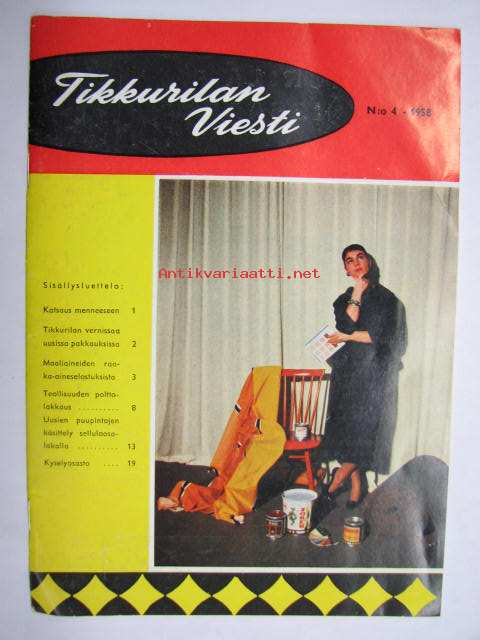 Tikkurilan
Viesti
N:o 4 - 1958
Antikvariaatti.net
Sisällysluettelo:
Katsaus menneeseen 1
Tikkurilan vernissaa
uusissa pakkauksissa 2
Maaliaineiden raa-
ka-aineselostuksista 3
Teollisuuden poltto-
lakkaus .......... 8
Uusien puupintojen
käsittely selluloosa-
lakalla .......... 13
Kyselyosasto .... 19